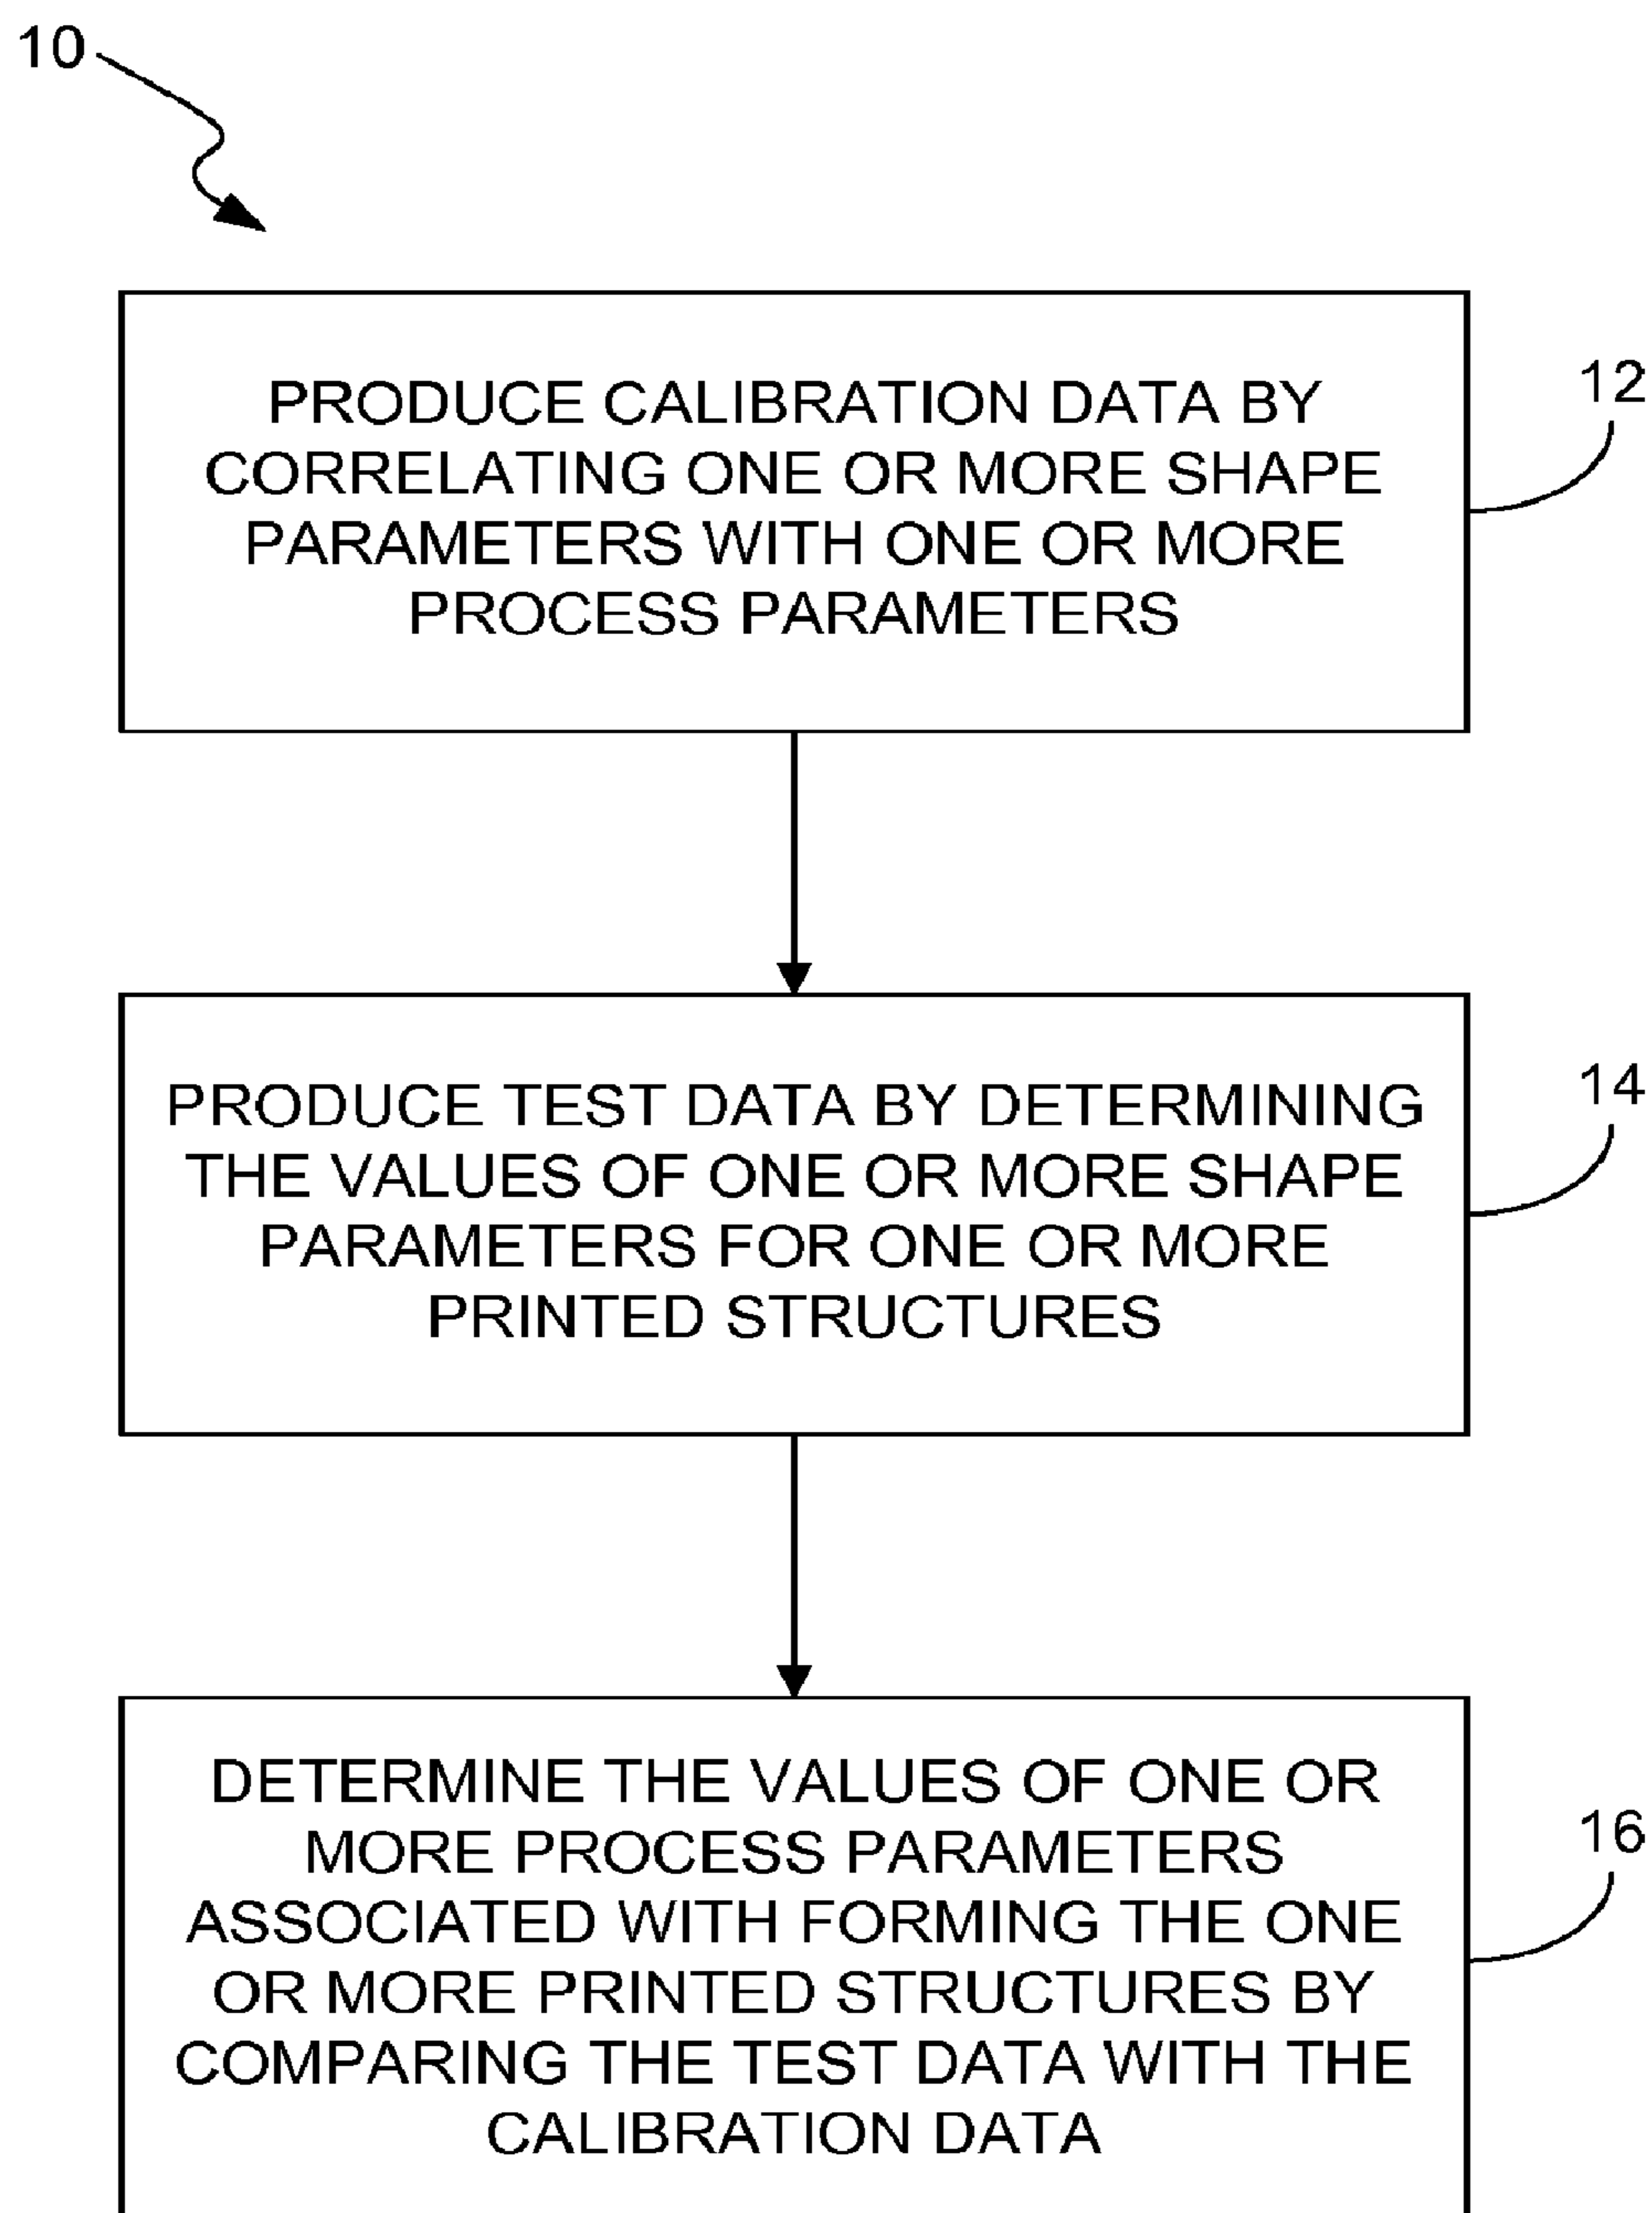 10
PRODUCE CALIBRATION DATA BY
CORRELATING ONE OR MORE SHAPE
PARAMETERS WITH ONE OR MORE
PROCESS PARAMETERS
12
PRODUCE TEST DATA BY DETERMINING
THE VALUES OF ONE OR MORE SHAPE
PARAMETERS FOR ONE OR MORE
PRINTED STRUCTURES
14
DETERMINE THE VALUES OF ONE OR
MORE PROCESS PARAMETERS
ASSOCIATED WITH FORMING THE ONE
OR MORE PRINTED STRUCTURES BY
COMPARING THE TEST DATA WITH THE
CALIBRATION DATA
16